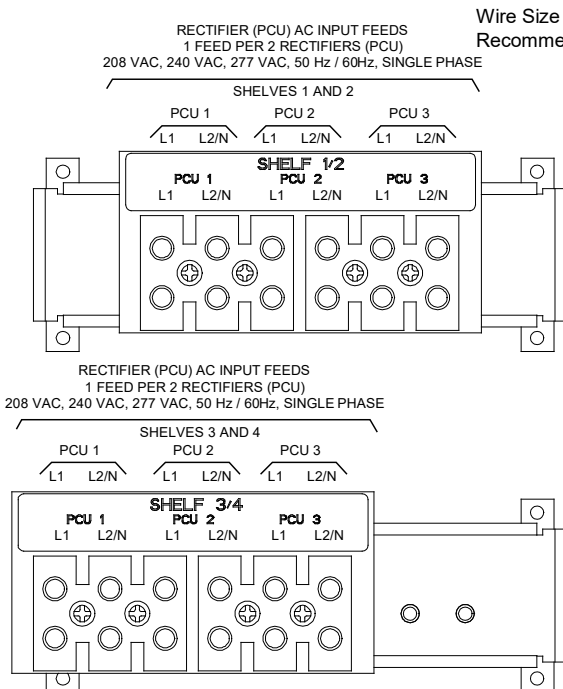 Wire Size
Recomme
RECTIFIER (PCU) AC INPUT FEEDS
1 FEED PER 2 RECTIFIERS (PCU)
208 VAC, 240 VAC, 277 VAC, 50 Hz / 60Hz, SINGLE PHASE
SHELVES 1 AND 2
PCU 1 PCU 2 PCU 3
L1 L2/N L1 L2/N L1 L2/N
SHELF 1/2
PCU 1 PCU 2 PCU 3
L1 L2/N L1 L2/N L1 L2/N
RECTIFIER (PCU) AC INPUT FEEDS
1 FEED PER 2 RECTIFIERS (PCU)
208 VAC, 240 VAC, 277 VAC, 50 Hz / 60Hz, SINGLE PHASE
SHELVES 3 AND 4
PCU 1 PCU 2 PCU 3
L1 L2/N L1 L2/N L1 L2/N
SHELF 3/4
PCU 1 PCU 2 PCU 3
L1 L2/N L1 L2/N L1 L2/N